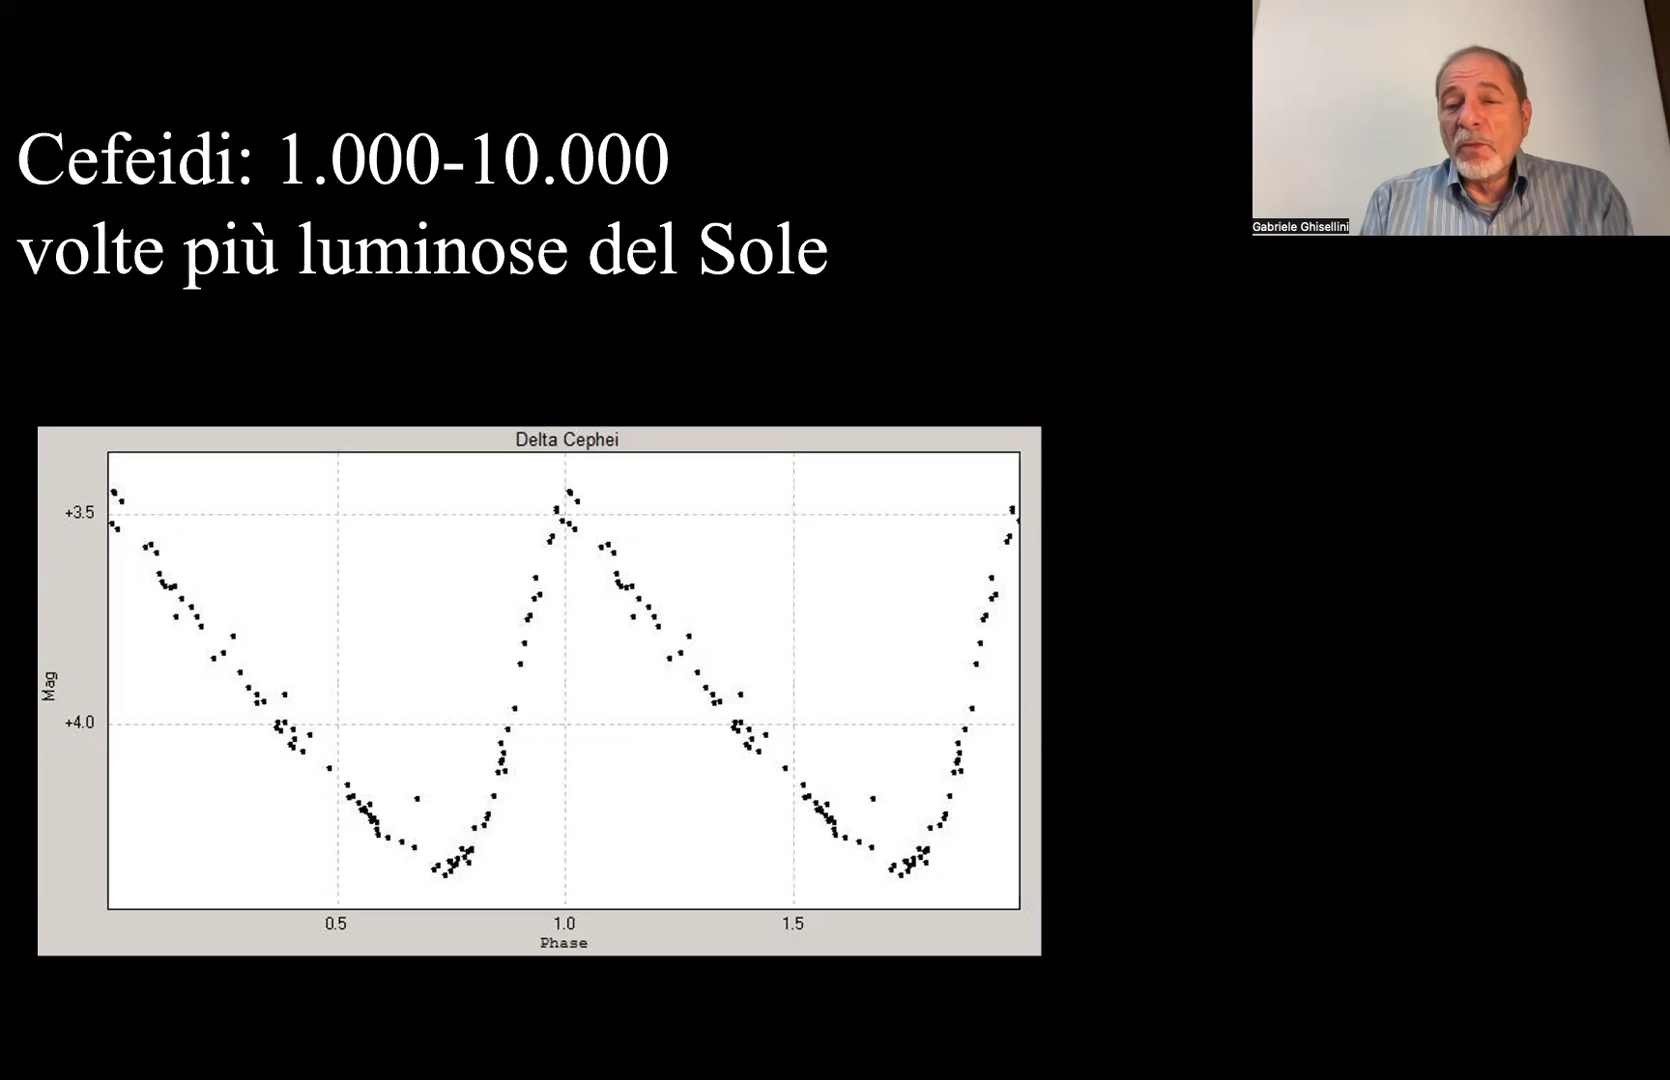 Cefeidi: 1.000-10.000
volte più luminose del Sole
Gabriele Ghisellini
Delta Cephei
+3.5
Mag
+4.0
0.5 1.0 1.5
Phase